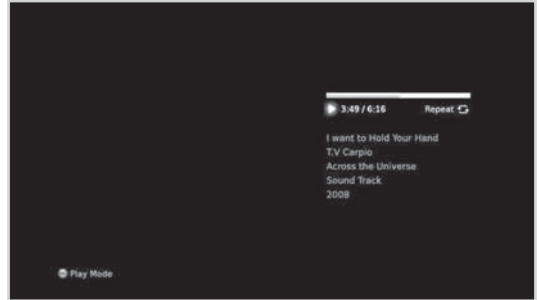 3:49 / 6:16 Repeat
I want to Hold Your Hand
T.V Carpio
Across the Universe
Sound Track
2008
Play Mode